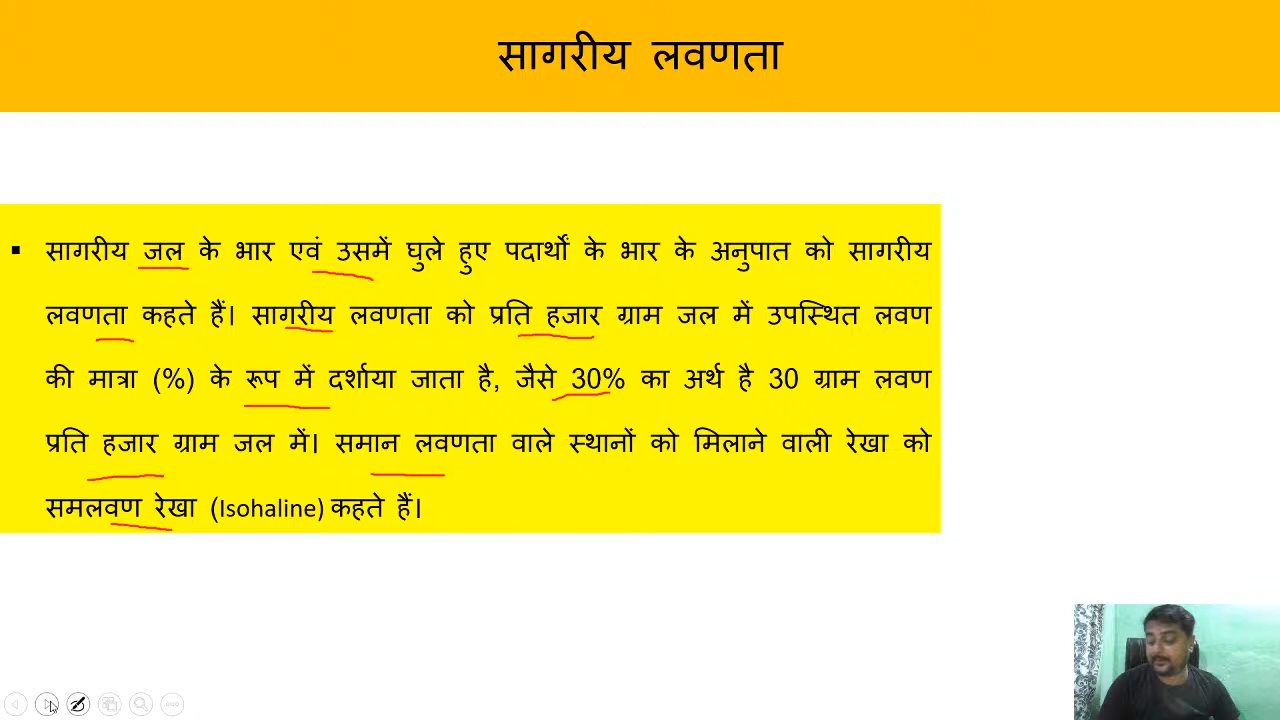 सागरीय लवणता
▪ सागरीय जल के भार एवं उसमें घुले हुए पदार्थों के भार के अनुपात को सागरीय
लवणता कहते हैं। सागरीय लवणता को प्रति हजार ग्राम जल में उपस्थित लवण
की मात्रा (%) के रूप में दर्शाया जाता है, जैसे 30% का अर्थ है 30 ग्राम लवण
प्रति हजार ग्राम जल में। समान लवणता वाले स्थानों को मिलाने वाली रेखा को
समलवण रेखा (Isohaline) कहते हैं।